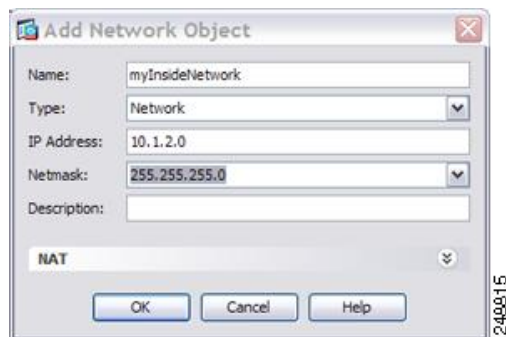 Add Network Object
Name: myInsideNetwork
Type: Network
IP Address: 10.1.2.0
Netmask: 255.255.255.0
Description:
NAT
OK Cancel Help
248815